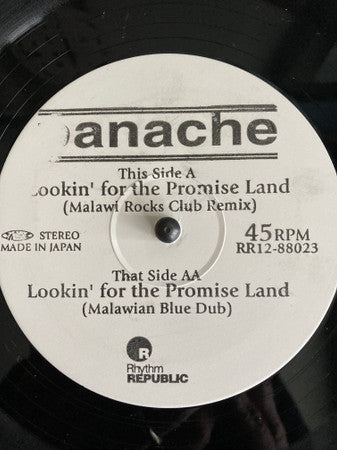 anache
This Side A
Lookin' for the Promise Land
(Malawi Rocks Club Remix)
STEREO
MADE IN JAPAN
45RPM
RR12-88023
That Side AA
Lookin' for the Promise Land
(Malawian Blue Dub)
R
Rhythm
REPUBLIC